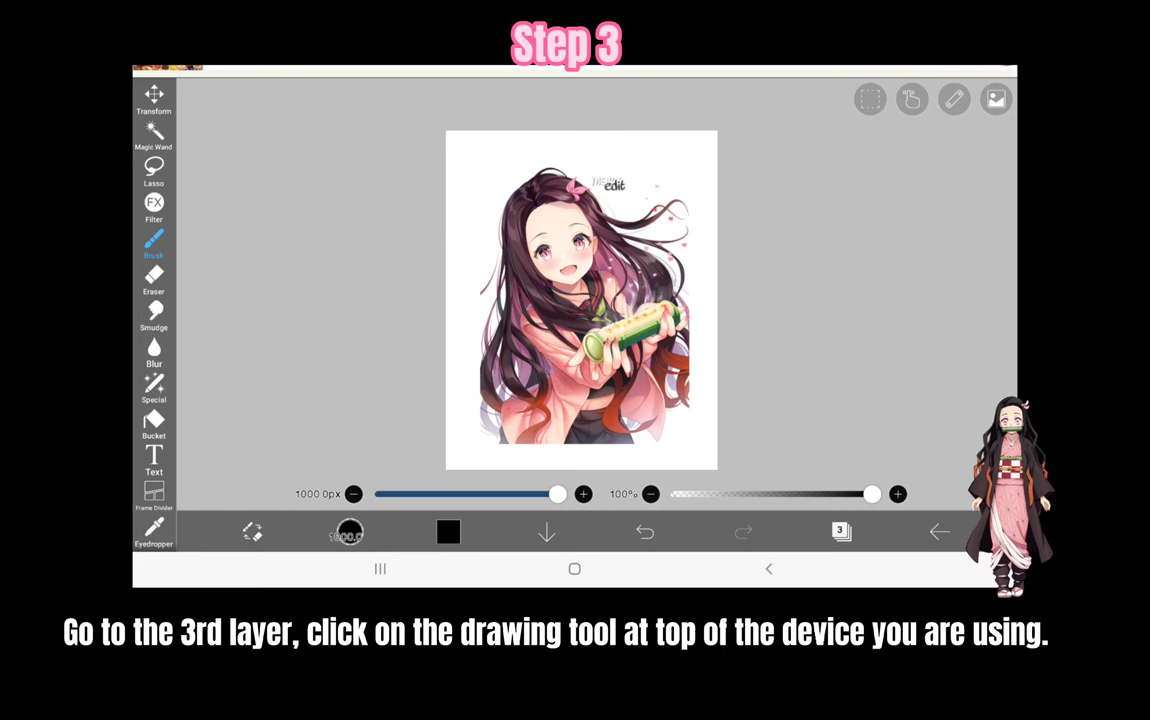 Step 3
Transform
Magic Wand
Lasso
FX
Filter
Brush
Eraser
Smudge
Blur
Special
Bucket
T
Text
Frame Divider
Eyedropper
edit
1000.0px
100%
3
Go to the 3rd layer, click on the drawing tool at top of the device you are using.